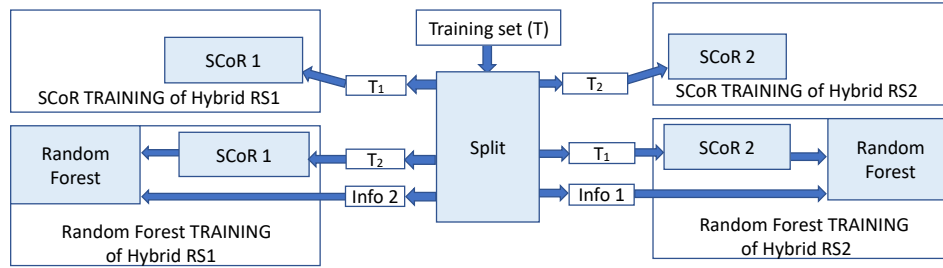 Training set (T)
SCoR 1
T₁
SCoR TRAINING of Hybrid RS1
T₂
SCoR 2
SCoR TRAINING of Hybrid RS2
Split
Random
Forest
SCoR 1
T₂
Info 2
Random Forest TRAINING
of Hybrid RS1
T₁
SCoR 2
Random
Forest
Info 1
Random Forest TRAINING
of Hybrid RS2